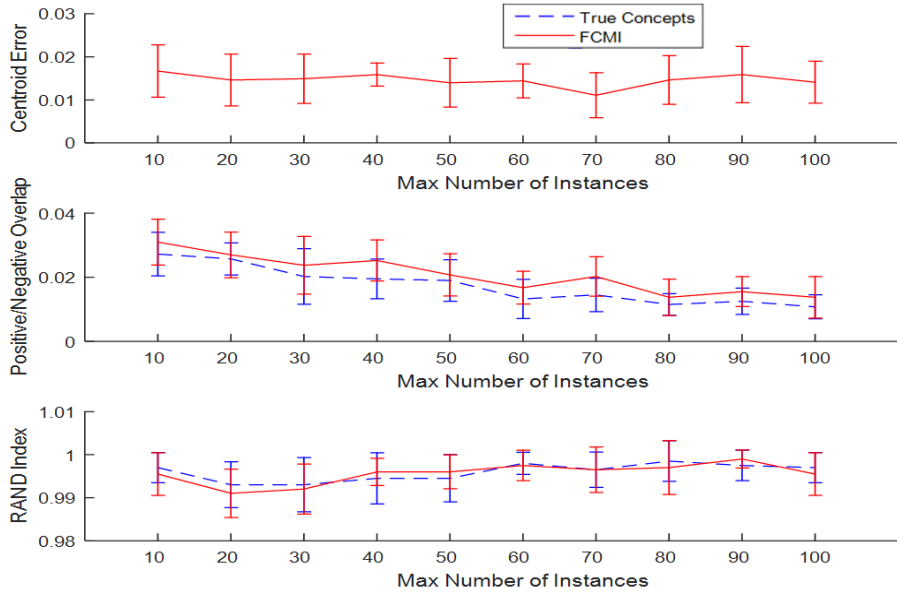 True Concepts
FCMI
Centroid Error
0.03
0.02
0.01
0
10 20 30 40 50 60 70 80 90 100
Max Number of Instances
Positive/Negative Overlap
0.04
0.02
0
10 20 30 40 50 60 70 80 90 100
Max Number of Instances
RAND Index
1.01
1
0.99
0.98
10 20 30 40 50 60 70 80 90 100
Max Number of Instances